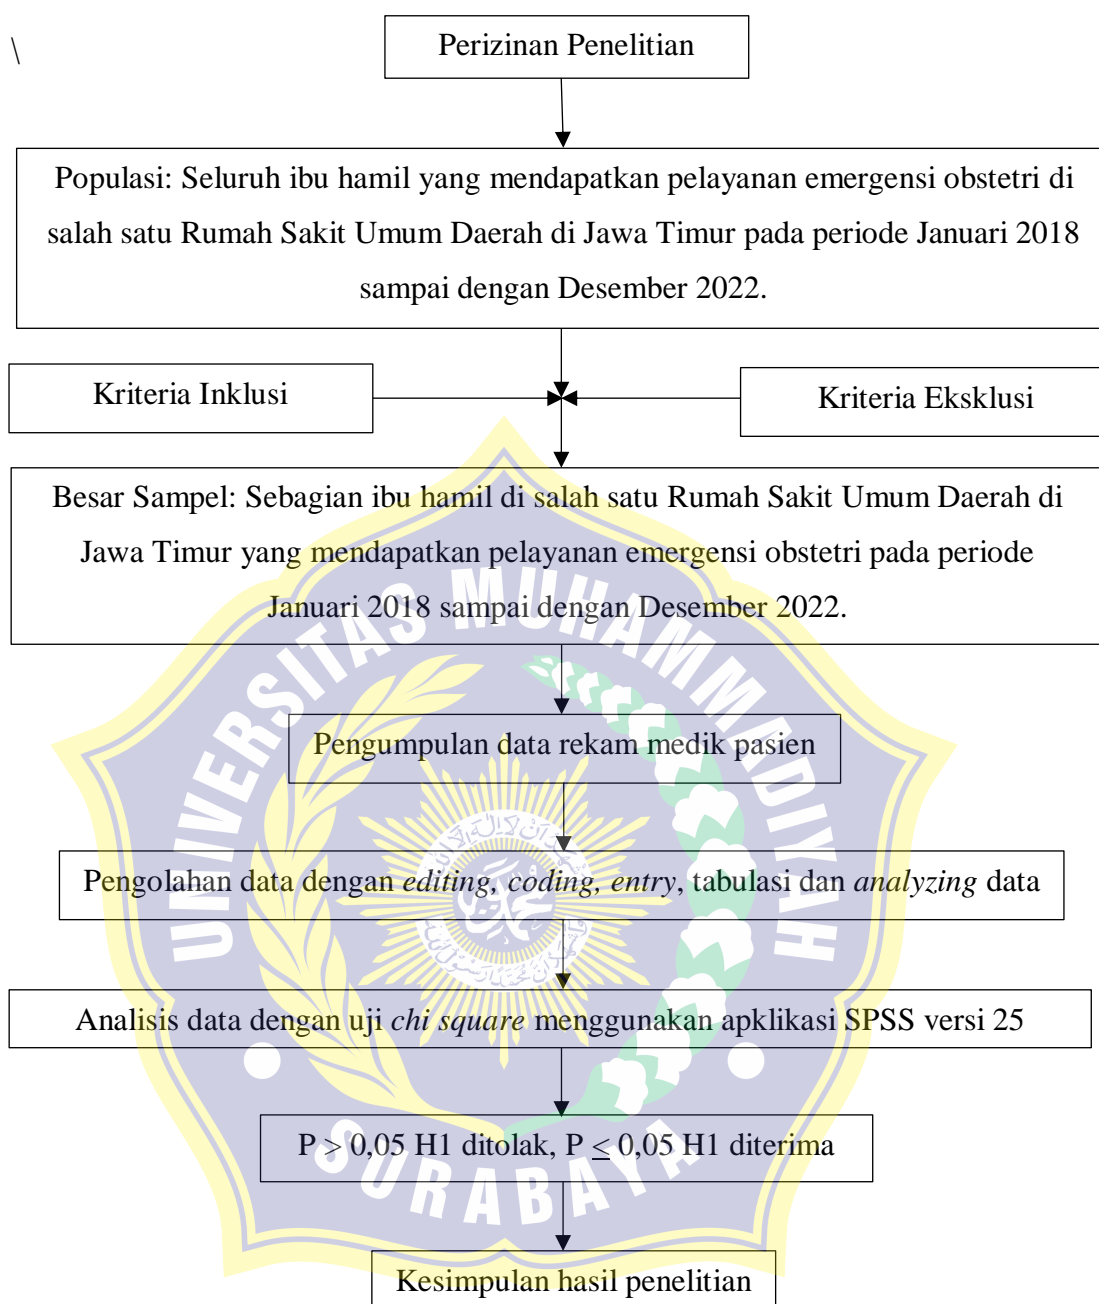 \
Perizinan Penelitian
Populasi: Seluruh ibu hamil yang mendapatkan pelayanan emergensi obstetri di
salah satu Rumah Sakit Umum Daerah di Jawa Timur pada periode Januari 2018
sampai dengan Desember 2022.
Kriteria Inklusi
Kriteria Eksklusi
Besar Sampel: Sebagian ibu hamil di salah satu Rumah Sakit Umum Daerah di
Jawa Timur yang mendapatkan pelayanan emergensi obstetri pada periode
Januari 2018 sampai dengan Desember 2022.
Pengumpulan data rekam medik pasien
Pengolahan data dengan editing, coding, entry, tabulasi dan analyzing data
Analisis data dengan uji chi square menggunakan apklikasi SPSS versi 25
P > 0,05 H1 ditolak, P ≤ 0,05 H1 diterima
Kesimpulan hasil penelitian
UNIVERSITAS MUHAMMADIYAH
SURABAYA